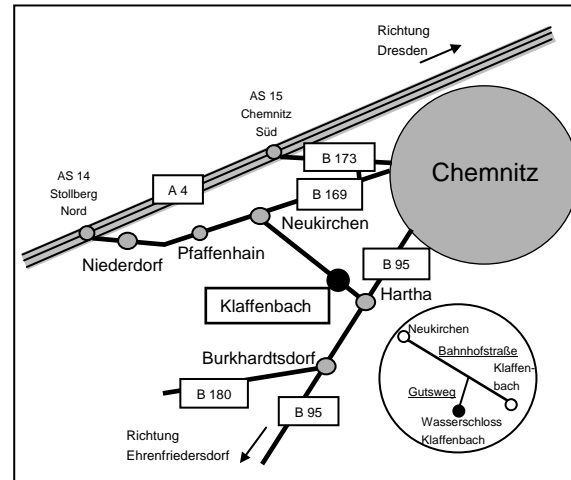 Richtung
Dresden
AS 15
Chemnitz
Süd
B 173
Chemnitz
AS 14
Stollberg
Nord
A 4
B 169
Neukirchen
Pfaffenhain
Niederdorf
B 95
Klaffenbach
Hartha
Burkhardtsdorf
B 180
B 95
Richtung
Ehrenfriedersdorf)
Neukirchen
Bahnhofstraße
Klaffen-
bach
Gutsweg
Wasserschloss
Klaffenbach